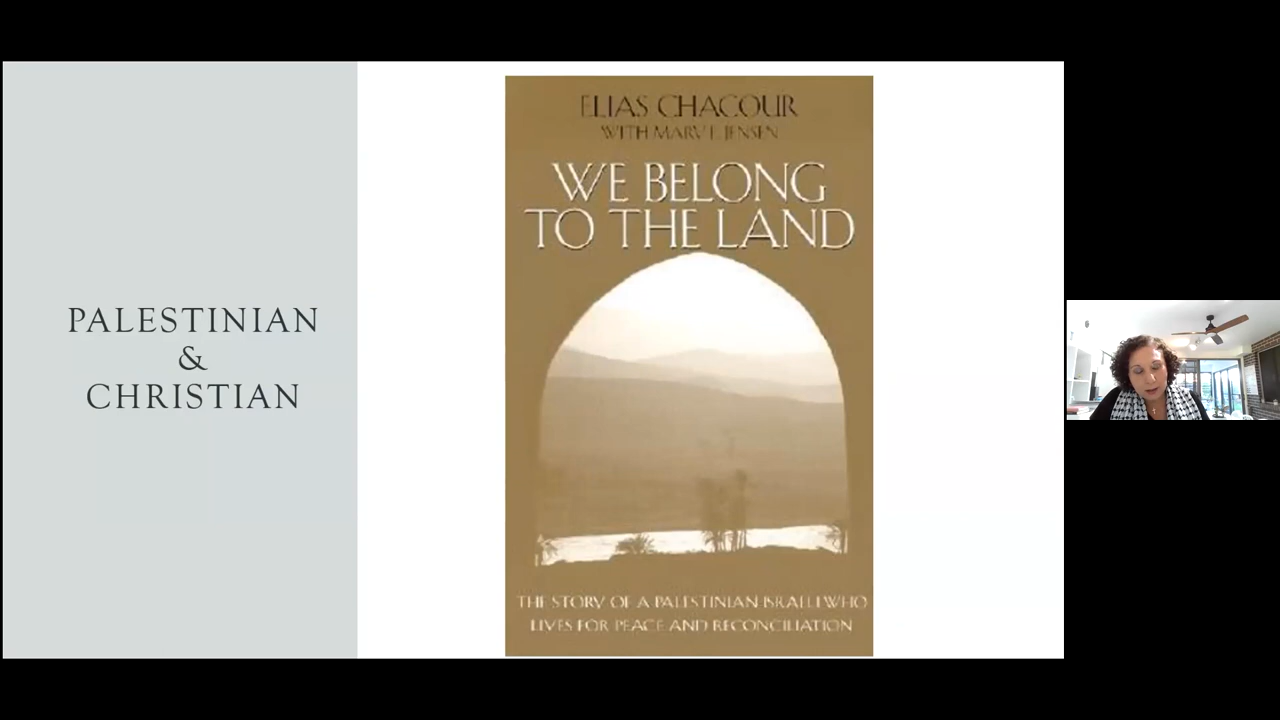 PALESTINIAN
&
CHRISTIAN
ELIAS CHACOUR
WITH MARY E. JENSEN
WE BELONG
TO THE LAND
THE STORY OF A PALESTINIAN ISRAELI WHO
LIVES FOR PEACE AND RECONCILIATION